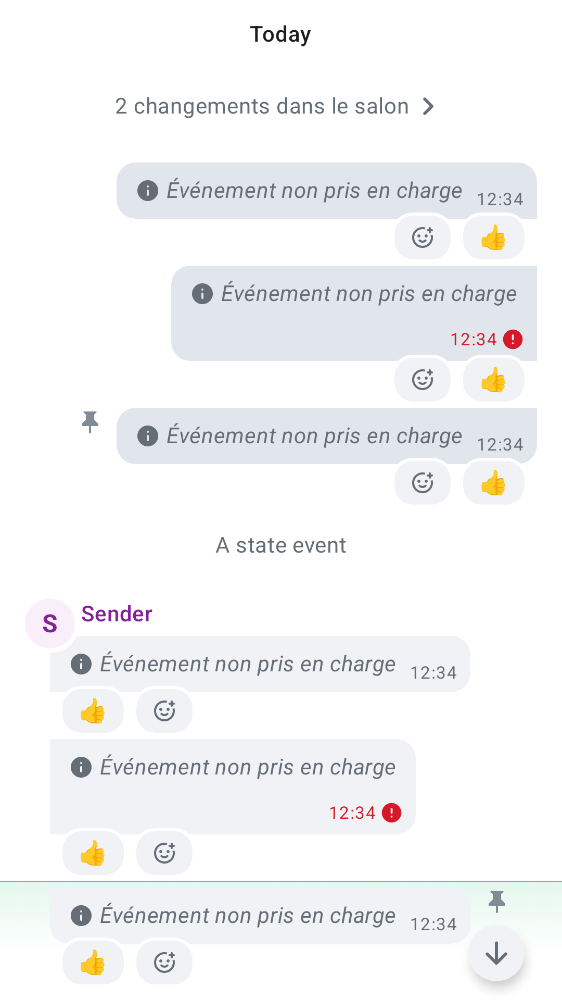 Today
2 changements dans le salon
Événement non pris en charge 12:34
Événement non pris en charge
12:34
Événement non pris en charge 12:34
A state event
S Sender
Événement non pris en charge 12:34
Événement non pris en charge
12:34
Événement non pris en charge 12:34